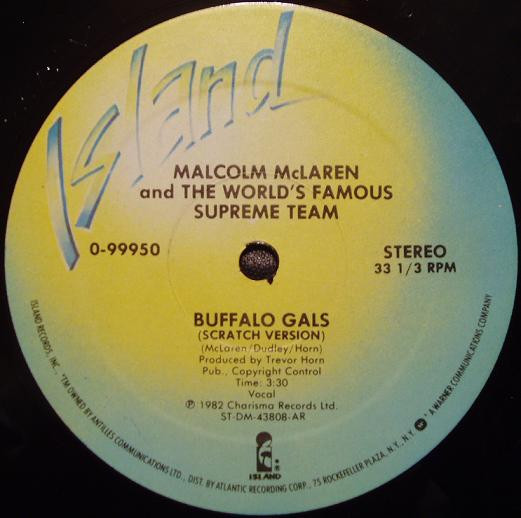 Island
MALCOLM McLAREN
and THE WORLD'S FAMOUS
SUPREME TEAM
0-99950
STEREO
33 1/3 RPM
BUFFALO GALS
(SCRATCH VERSION)
(McLaren/Dudley/Horn)
Produced by Trevor Horn
Pub., Copyright Control
Time: 3:30
Vocal
℗ 1982 Charisma Records Ltd.
ST-DM-43808-AR
ISLAND
ISLAND RECORDS, INC. *TM OWNED BY ANTILLES COMMUNICATIONS LTD., DIST. BY ATLANTIC RECORDING CORP., 75 ROCKEFELLER PLAZA, N.Y., N.Y. A WARNER COMMUNICATIONS COMPANY